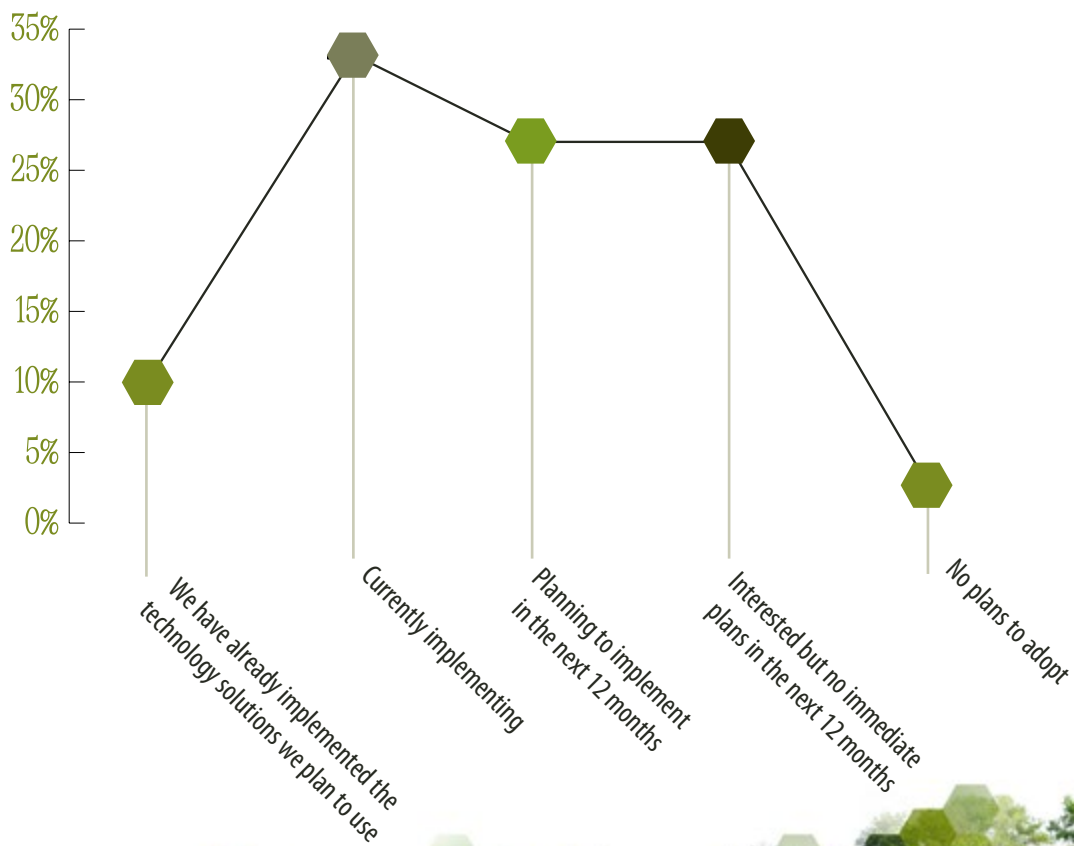 35%
30%
25%
20%
15%
10%
5%
0%
We have already implemented the
technology solutions we plan to use
Currently implementing
Planning to implement
in the next 12 months
Interested but no immediate
plans in the next 12 months
No plans to adopt